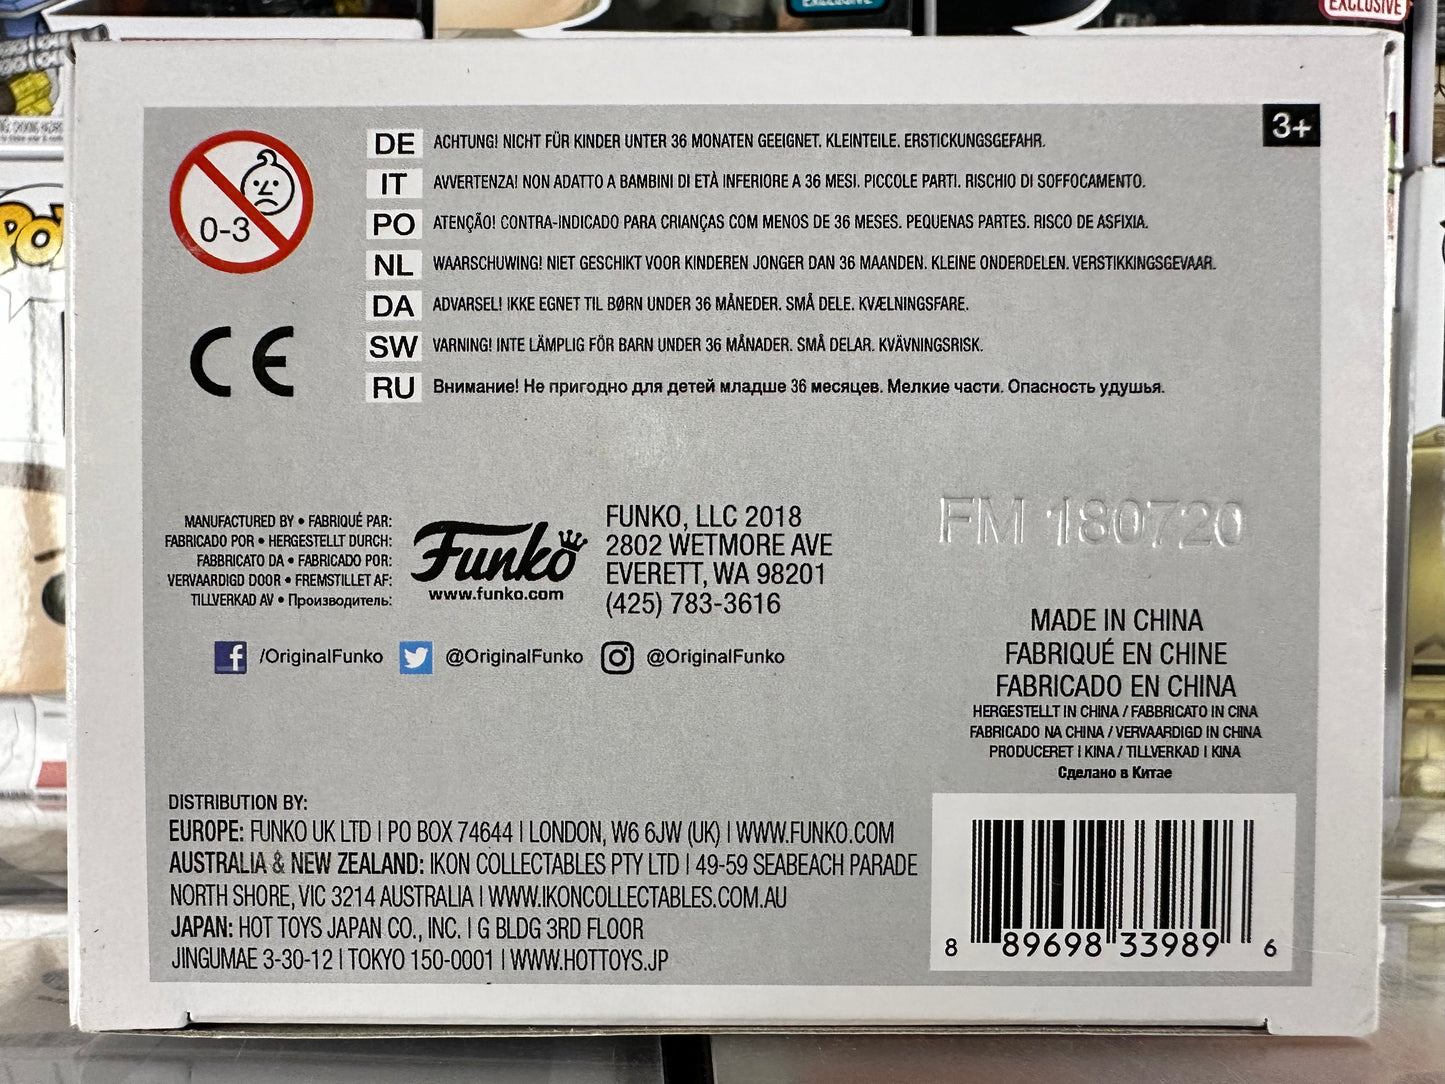 EXCLUSIVE
EXCLUSIVE
3+
0-3
DE ACHTUNG! NICHT FÜR KINDER UNTER 36 MONATEN GEEIGNET. KLEINTEILE. ERSTICKUNGSGEFAHR.
IT AVVERTENZA! NON ADATTO A BAMBINI DI ETÀ INFERIORE A 36 MESI. PICCOLE PARTI. RISCHIO DI SOFFOCAMENTO.
PO ATENÇÃO! CONTRA-INDICADO PARA CRIANÇAS COM MENOS DE 36 MESES. PEQUENAS PARTES. RISCO DE ASFIXIA.
NL WAARSCHUWING! NIET GESCHIKT VOOR KINDEREN JONGER DAN 36 MAANDEN. KLEINE ONDERDELEN. VERSTIKKINGSGEVAAR.
DA ADVARSEL! IKKE EGNET TIL BØRN UNDER 36 MÅNEDER. SMÅ DELE. KVÆLNINGSFARE.
SW VARNING! INTE LÄMPLIG FÖR BARN UNDER 36 MÅNADER. SMÅ DELAR. KVÄVNINGSRISK.
RU Внимание! Не пригодно для детей младше 36 месяцев. Мелкие части. Опасность удушья.
CE
MANUFACTURED BY • FABRIQUÉ PAR:
FABRICADO POR • HERGESTELLT DURCH:
FABBRICATO DA • FABRICADO POR:
VERVAARDIGD DOOR • FREMSTILLET AF:
TILLVERKAD AV • Производитель:
Funko
www.funko.com
FUNKO, LLC 2018
2802 WETMORE AVE
EVERETT, WA 98201
(425) 783-3616
/OriginalFunko @OriginalFunko @OriginalFunko
FM 180720
MADE IN CHINA
FABRIQUÉ EN CHINE
FABRICADO EN CHINA
HERGESTELLT IN CHINA / FABBRICATO IN CINA
FABRICADO NA CHINA / VERVAARDIGD IN CHINA
PRODUCERET I KINA / TILLVERKAD I KINA
Сделано в Китае
DISTRIBUTION BY:
EUROPE: FUNKO UK LTD | PO BOX 74644 | LONDON, W6 6JW (UK) | WWW.FUNKO.COM
AUSTRALIA & NEW ZEALAND: IKON COLLECTABLES PTY LTD | 49-59 SEABEACH PARADE
NORTH SHORE, VIC 3214 AUSTRALIA | WWW.IKONCOLLECTABLES.COM.AU
JAPAN: HOT TOYS JAPAN CO., INC. | G BLDG 3RD FLOOR
JINGUMAE 3-30-12 | TOKYO 150-0001 | WWW.HOTTOYS.JP
8 89698 33989 6